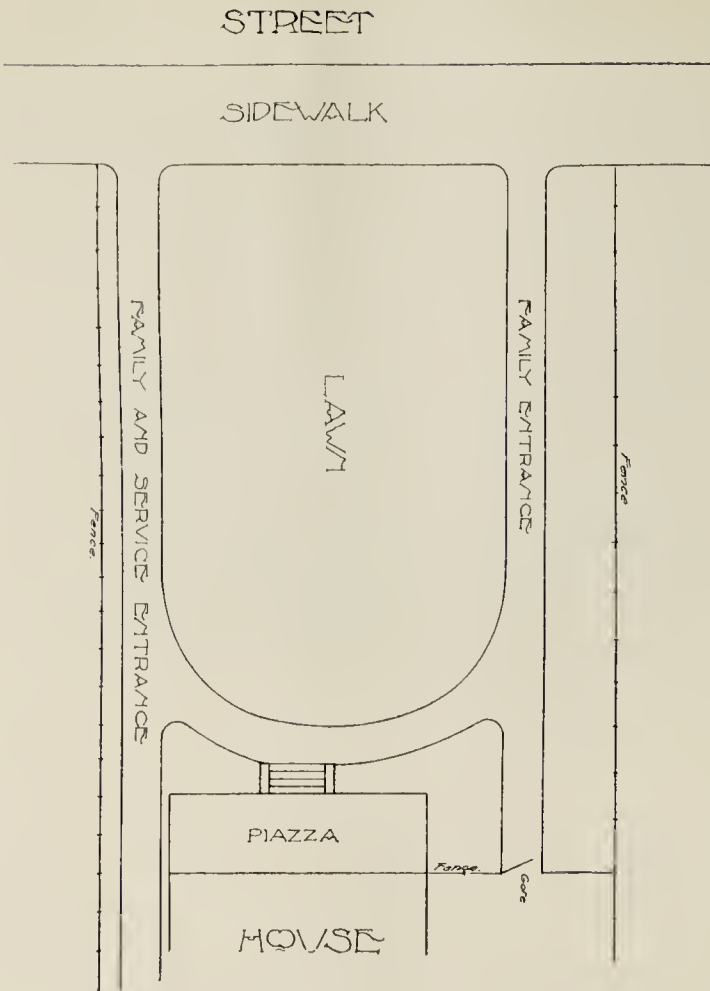 STREET
SIDEWALK
FAMILY AND SERVICE ENTRANCE
LAWN
FAMILY ENTRANCE
Fence.
Fence
PIAZZA
Fence.
Gate
HOUSE